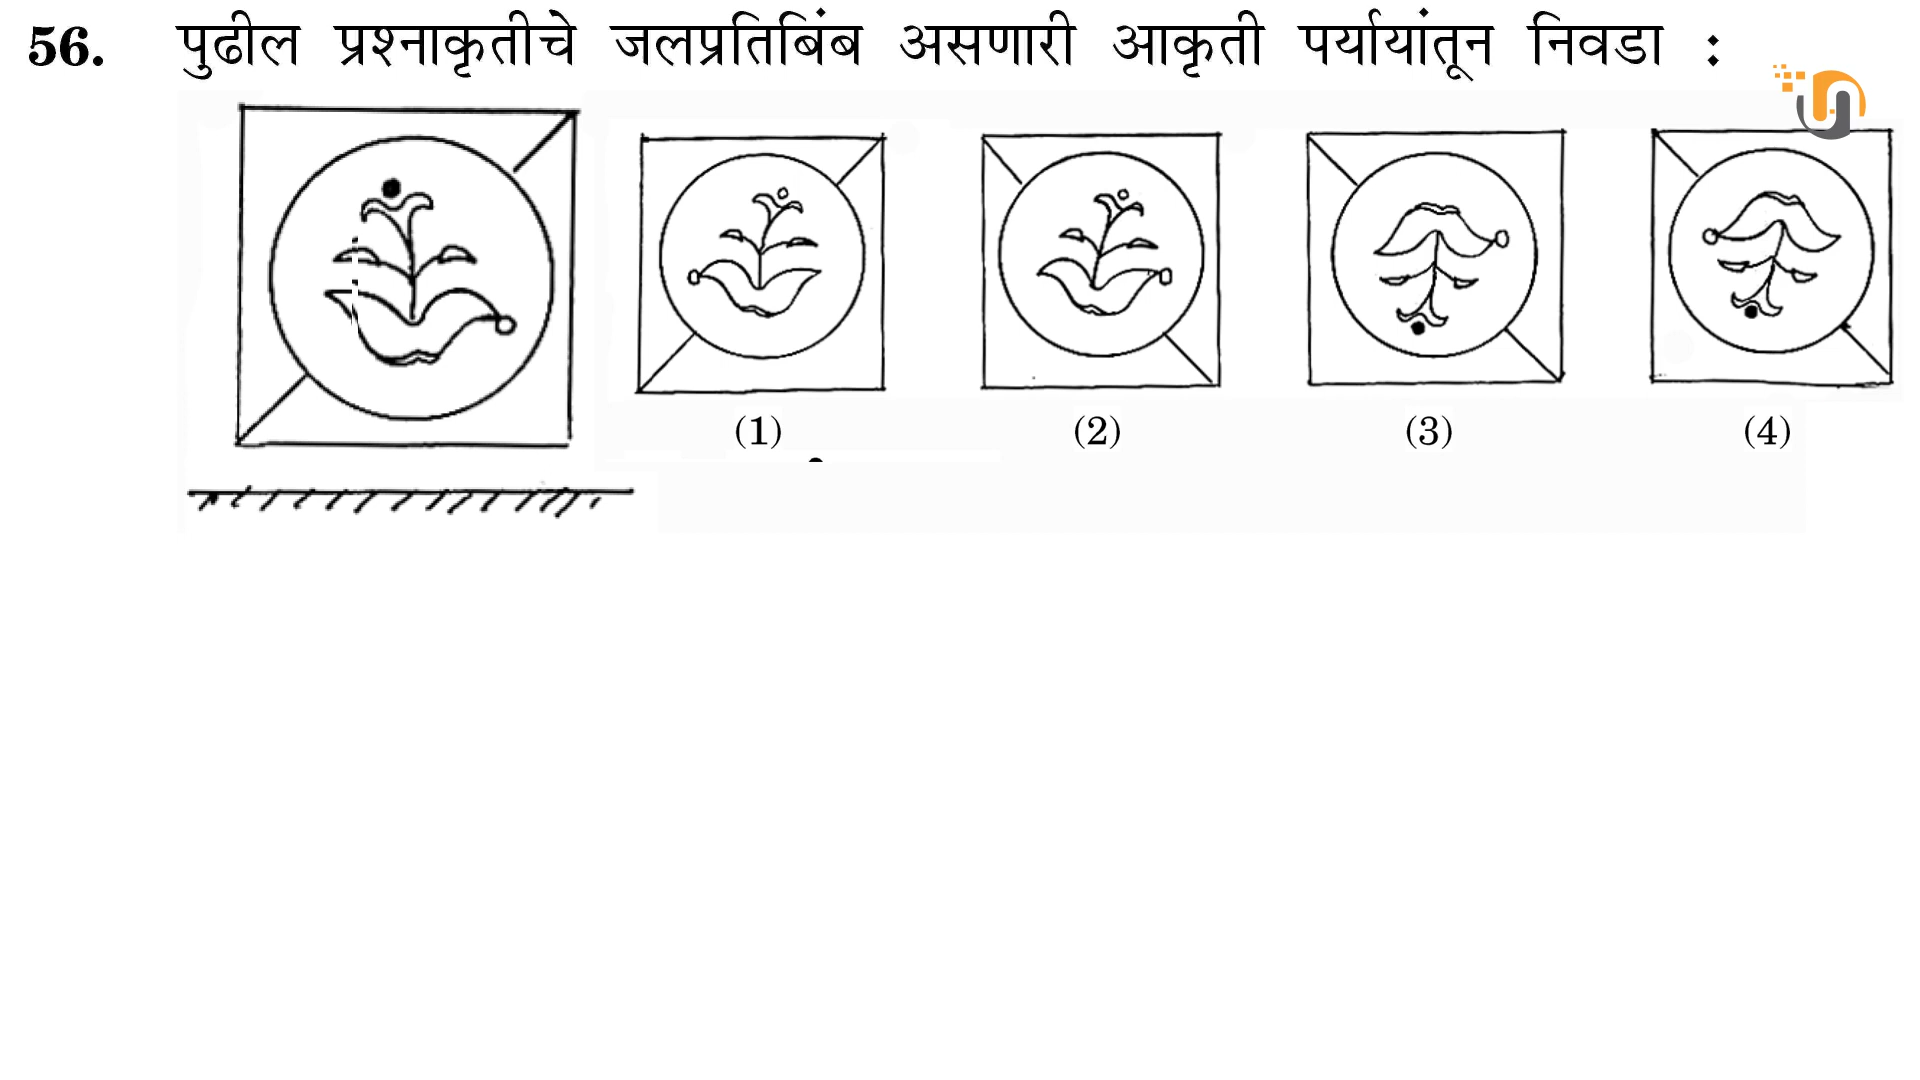 56. पुढील प्रश्नाकृतीचे जलप्रतिबिंब असणारी आकृती पर्यायांतून निवडा :
(1) (2) (3) (4)